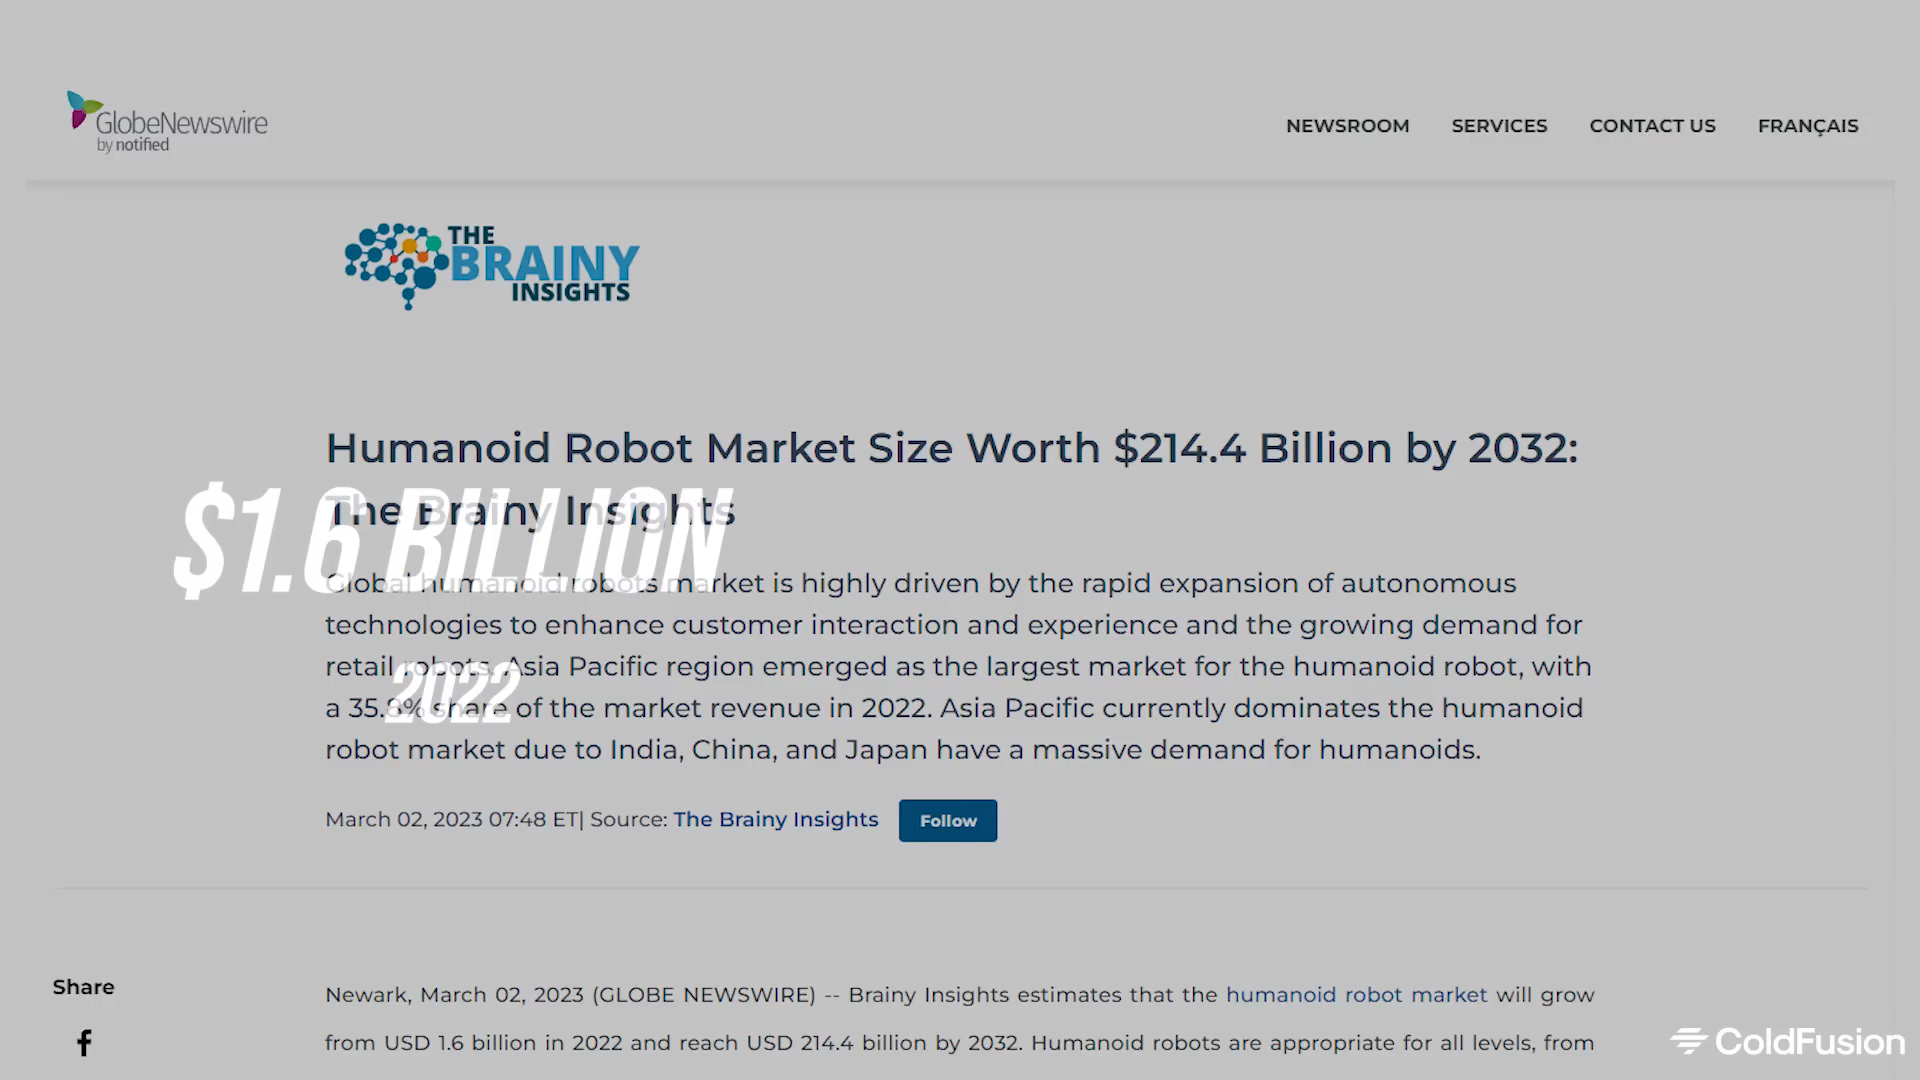 GlobeNewswire
by notified
NEWSROOM SERVICES CONTACT US FRANÇAIS
THE
BRAINY
INSIGHTS
Humanoid Robot Market Size Worth $214.4 Billion by 2032:
The Brainy Insights
$1.6 BILLION
Global humanoid robots market is highly driven by the rapid expansion of autonomous
technologies to enhance customer interaction and experience and the growing demand for
retail robots. Asia Pacific region emerged as the largest market for the humanoid robot, with
2022
a 35.8% share of the market revenue in 2022. Asia Pacific currently dominates the humanoid
robot market due to India, China, and Japan have a massive demand for humanoids.
March 02, 2023 07:48 ET| Source: The Brainy Insights Follow
Share
Newark, March 02, 2023 (GLOBE NEWSWIRE) -- Brainy Insights estimates that the humanoid robot market will grow
from USD 1.6 billion in 2022 and reach USD 214.4 billion by 2032. Humanoid robots are appropriate for all levels, from
ColdFusion